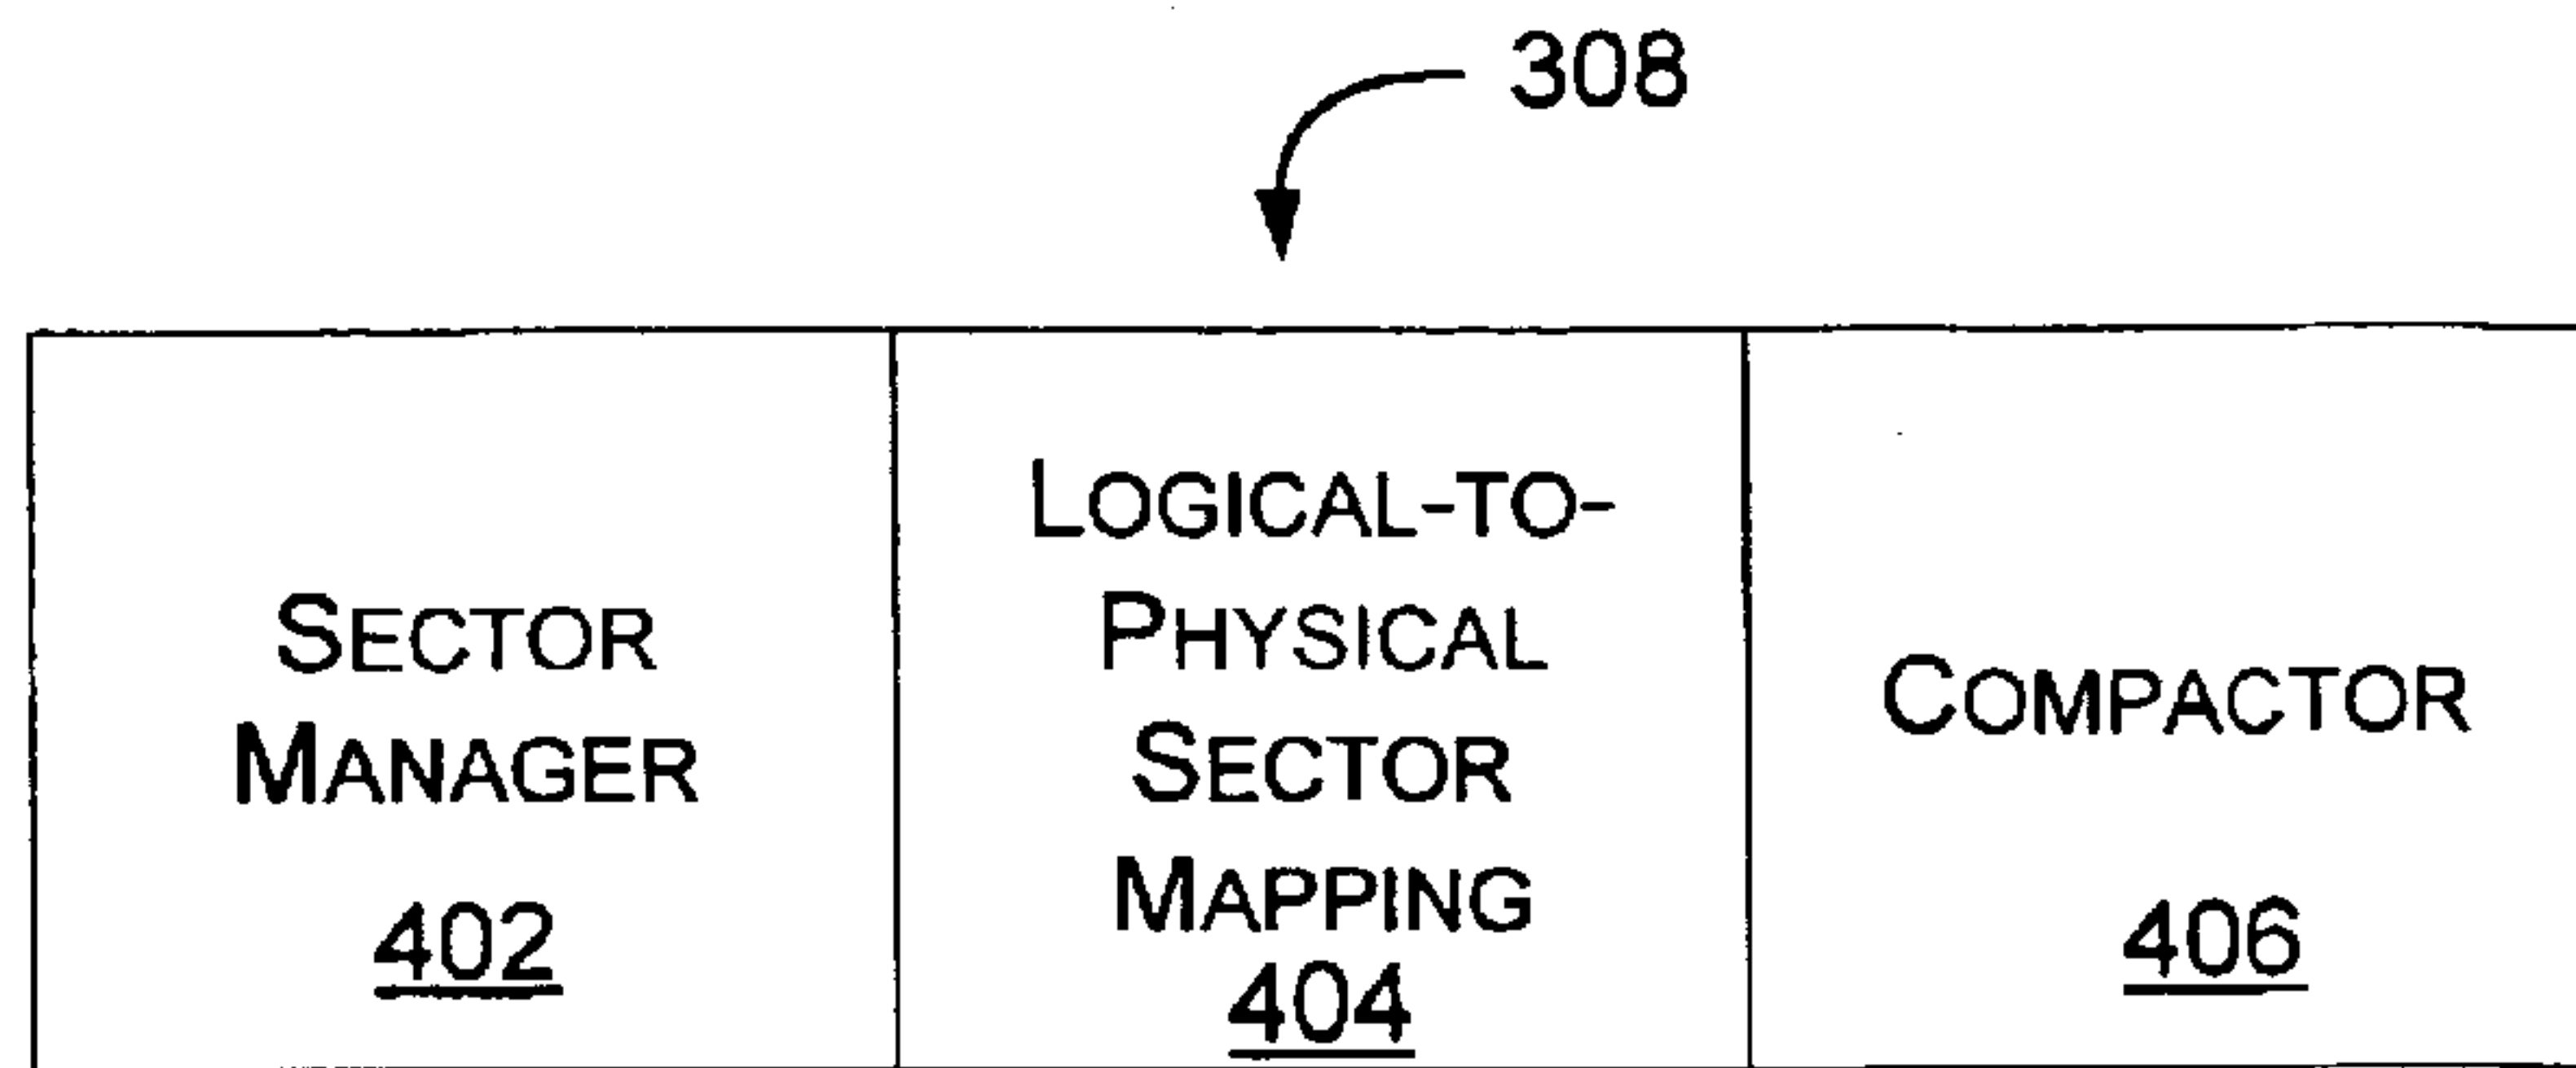 308
SECTOR
MANAGER
402
LOGICAL-TO-
PHYSICAL
SECTOR
MAPPING
404
COMPACTOR
406